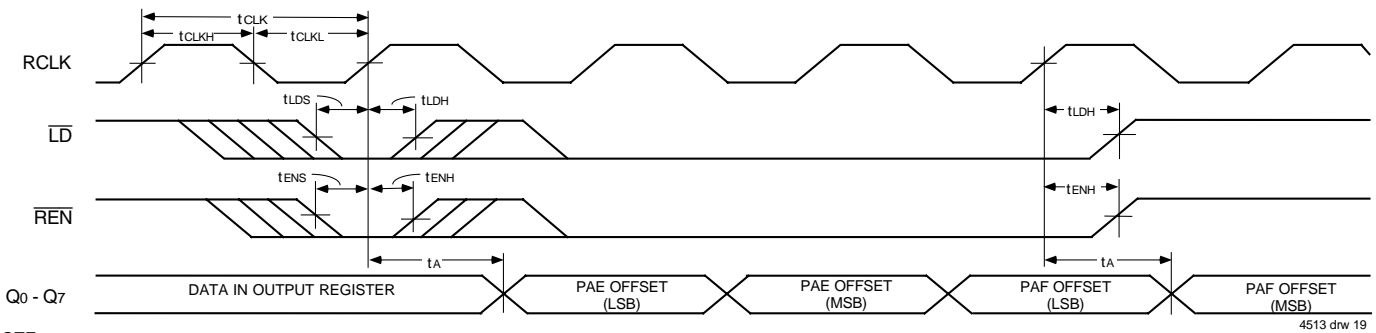 tCLK
tCLKH
tCLKL
RCLK
tLDS
tLDH
tLDH
LD
tENS
tENH
tENH
REN
tA
tA
Q0 - Q7
DATA IN OUTPUT REGISTER
PAE OFFSET
(LSB)
PAE OFFSET
(MSB)
PAF OFFSET
(LSB)
PAF OFFSET
(MSB)
4513 drw 19